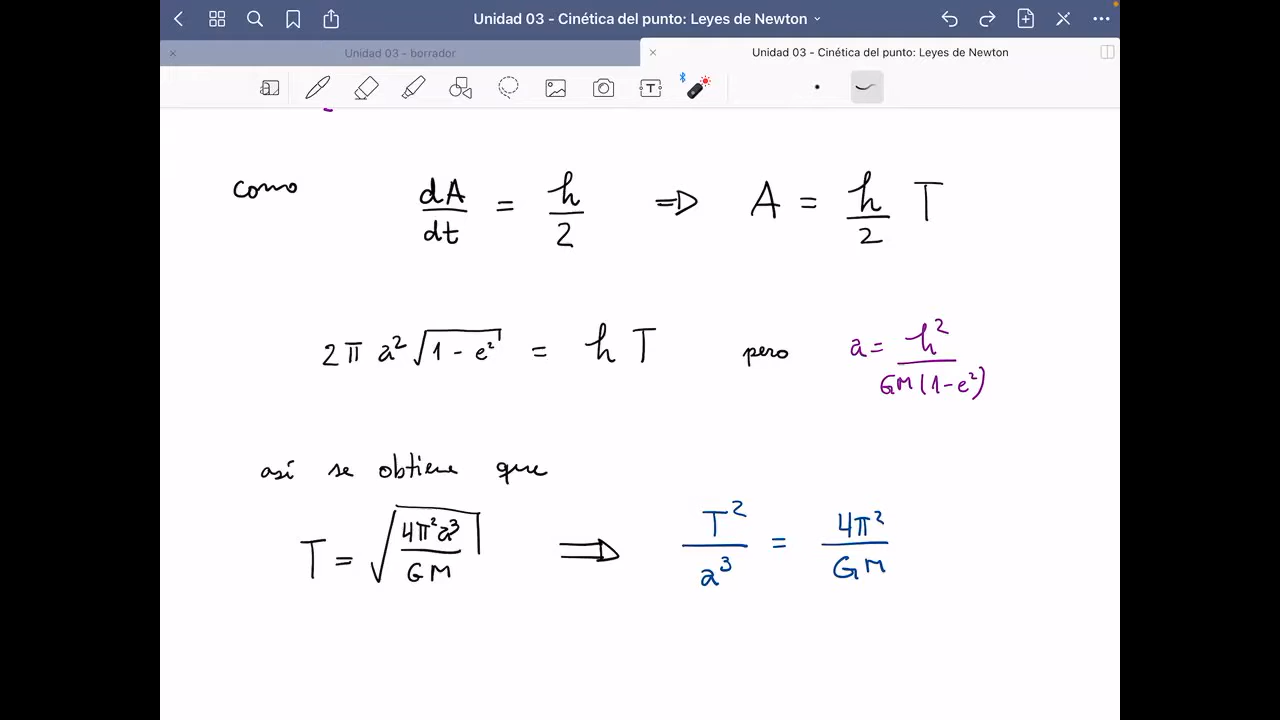 Unidad 03 - Cinética del punto: Leyes de Newton
Unidad 03 - borrador
Unidad 03 - Cinética del punto: Leyes de Newton
como dA/dt = h/2 ⇒ A = h/2 T
2π a² √(1 - e²) = h T pero a = h²/GM(1-e²)
así se obtiene que
T = √(4π²a³/GM) ⟹ T²/a³ = 4π²/GM